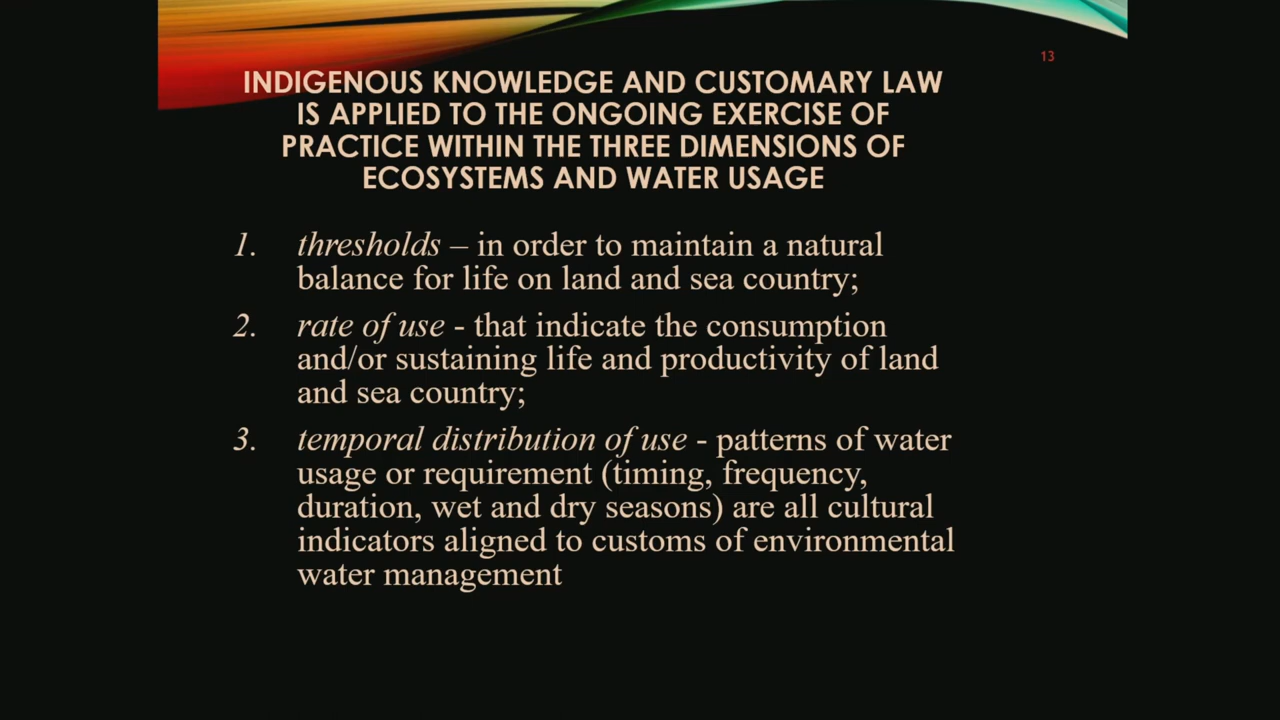 13
INDIGENOUS KNOWLEDGE AND CUSTOMARY LAW
IS APPLIED TO THE ONGOING EXERCISE OF
PRACTICE WITHIN THE THREE DIMENSIONS OF
ECOSYSTEMS AND WATER USAGE
1. thresholds – in order to maintain a natural
balance for life on land and sea country;
2. rate of use - that indicate the consumption
and/or sustaining life and productivity of land
and sea country;
3. temporal distribution of use - patterns of water
usage or requirement (timing, frequency,
duration, wet and dry seasons) are all cultural
indicators aligned to customs of environmental
water management